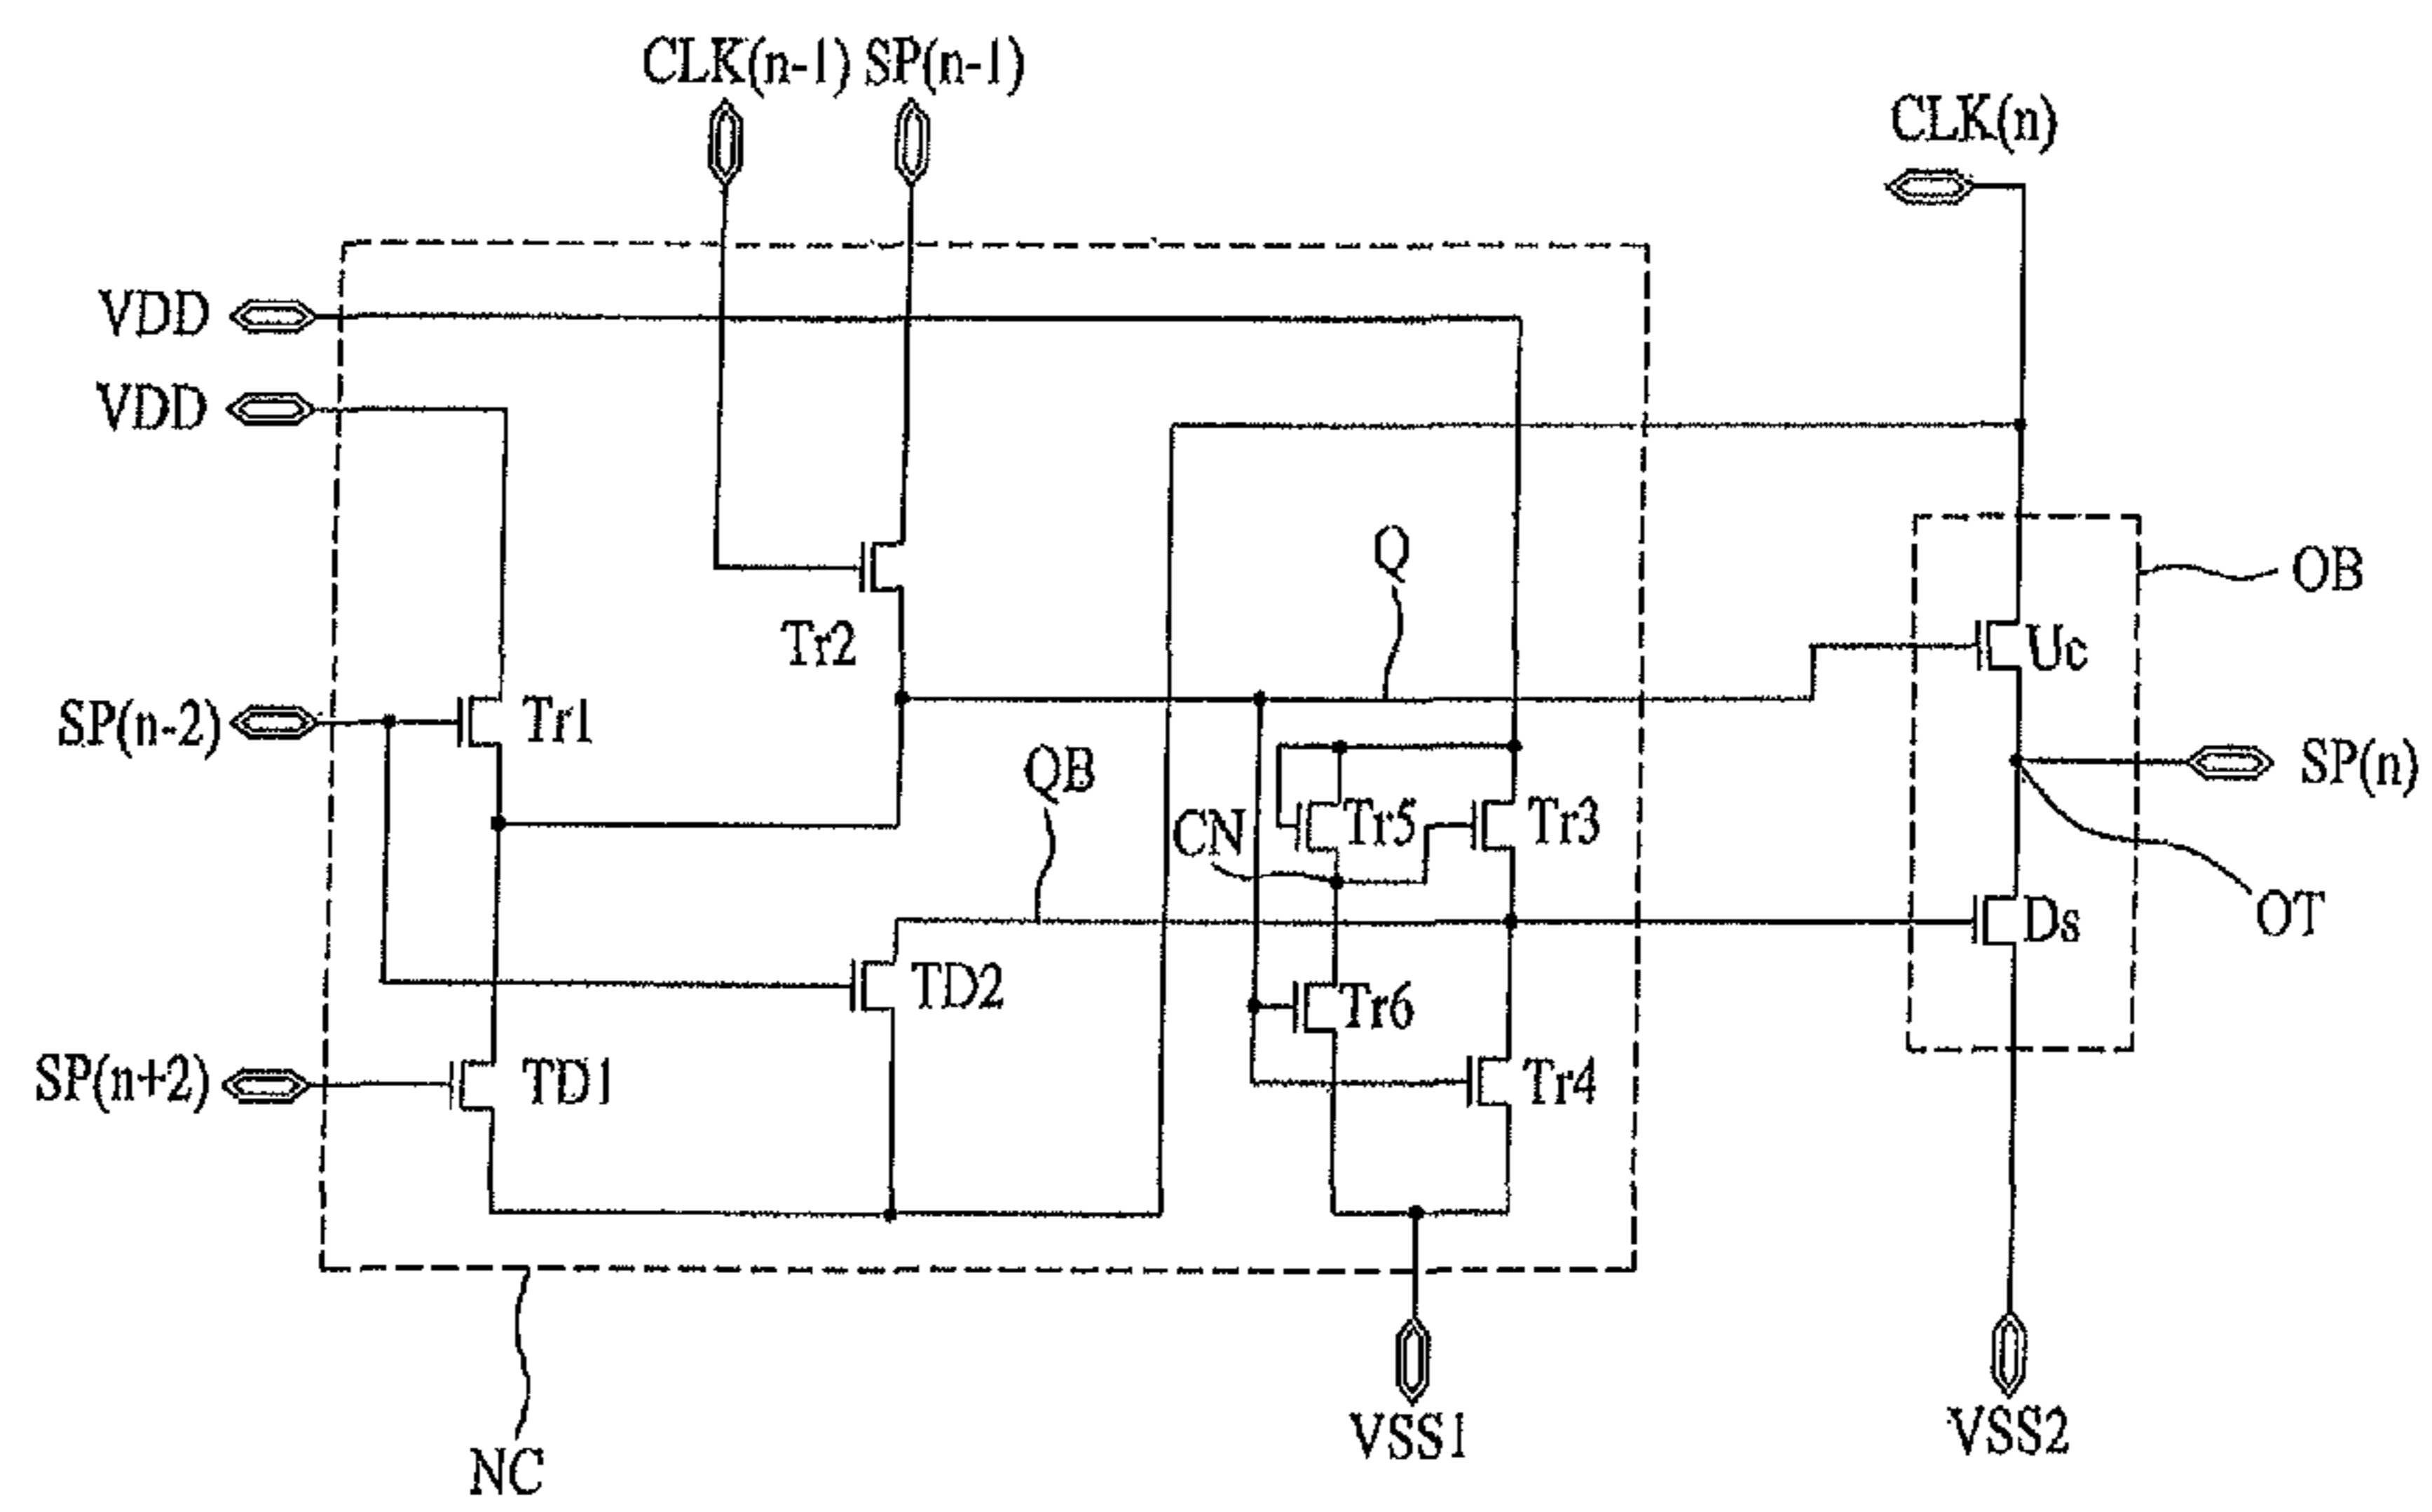 CLK(n-1) SP(n-1)
CLK(n)
VDD
VDD
Q
OB
Tr2
Uc
SP(n-2)
Tr1
QB
SP(n)
CN
Tr5
Tr3
OT
Ds
TD2
Tr6
SP(n+2)
TD1
Tr4
VSS1
VSS2
NC